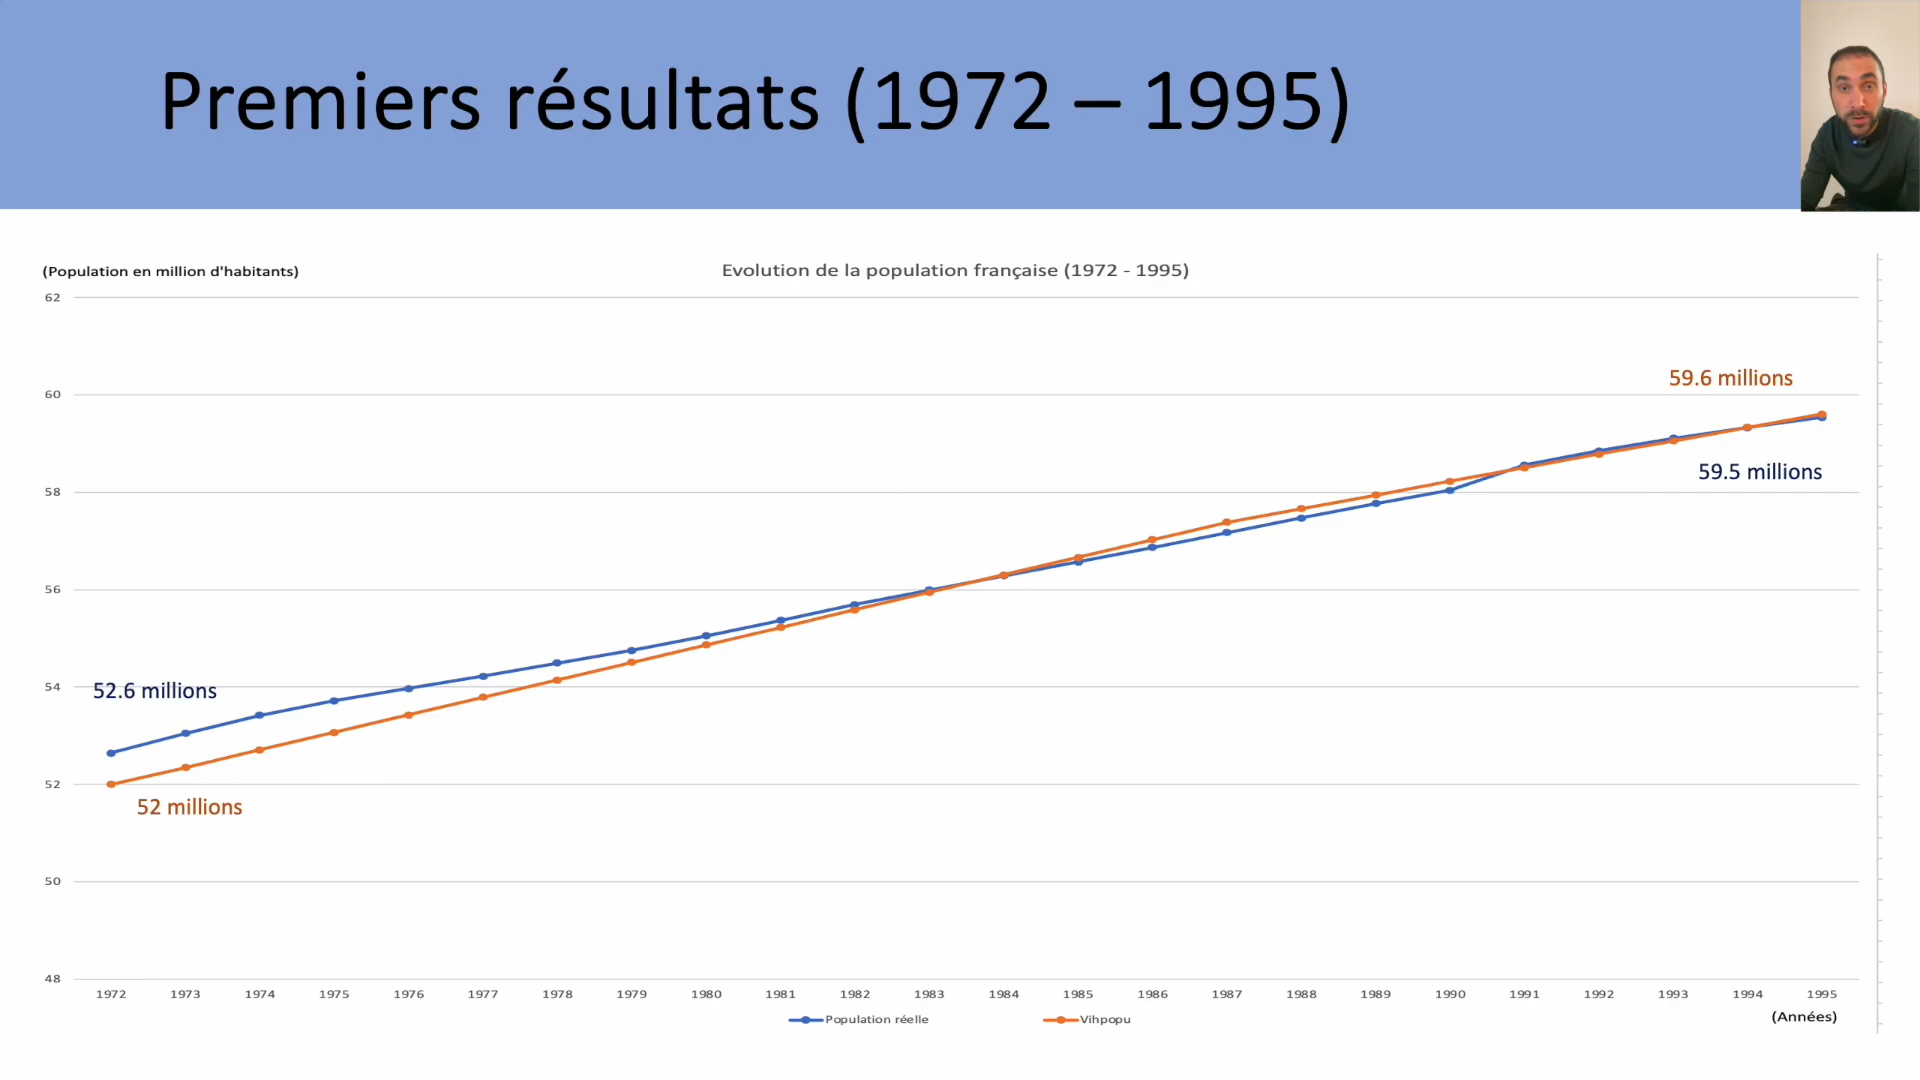 Premiers résultats (1972 – 1995)
(Population en million d'habitants)
Evolution de la population française (1972 - 1995)
62
59.6 millions
60
59.5 millions
58
56
54
52.6 millions
52
52 millions
50
48
1972 1973 1974 1975 1976 1977 1978 1979 1980 1981 1982 1983 1984 1985 1986 1987 1988 1989 1990 1991 1992 1993 1994 1995
(Années)
Population réelle Vihpopu